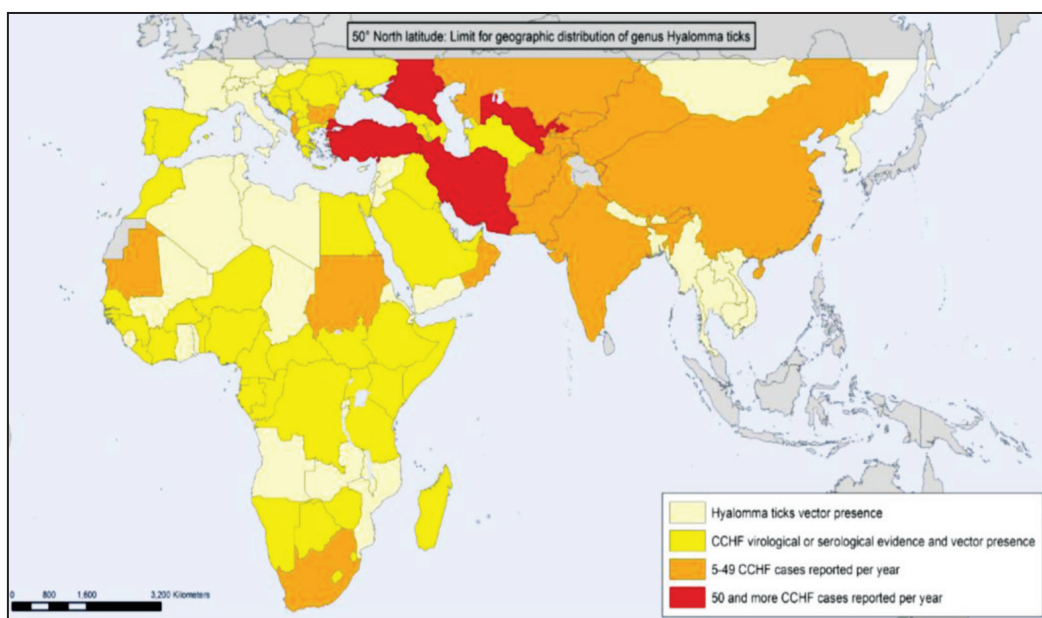 50° North latitude: Limit for geographic distribution of genus Hyalomma ticks
Hyalomma ticks vector presence
CCHF virological or serological evidence and vector presence
5-49 CCHF cases reported per year
50 and more CCHF cases reported per year
0 800 1,600 3,200 Kilometers